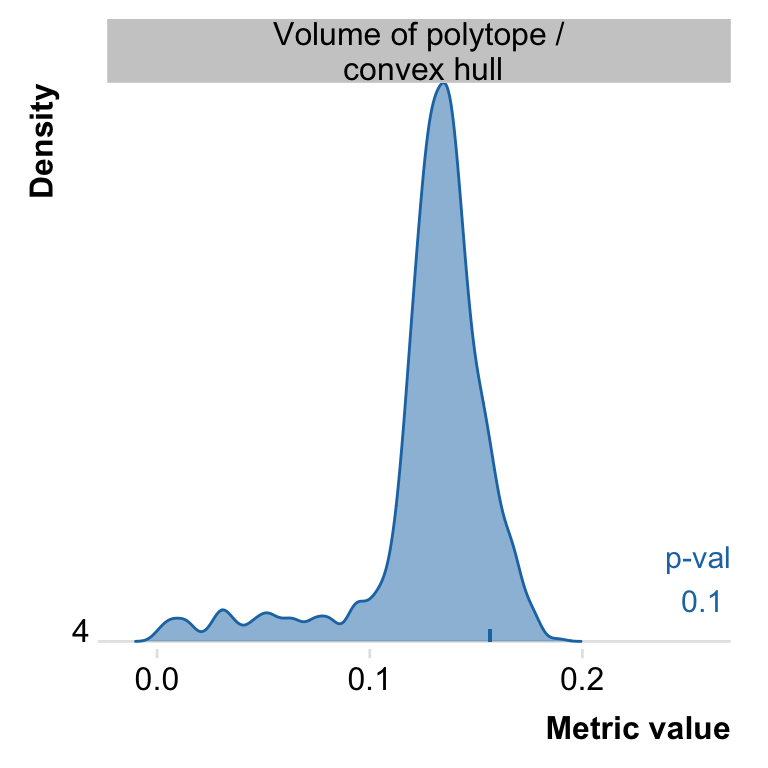 Volume of polytope /
convex hull
Density
p-val
0.1
4
0.0 0.1 0.2
Metric value